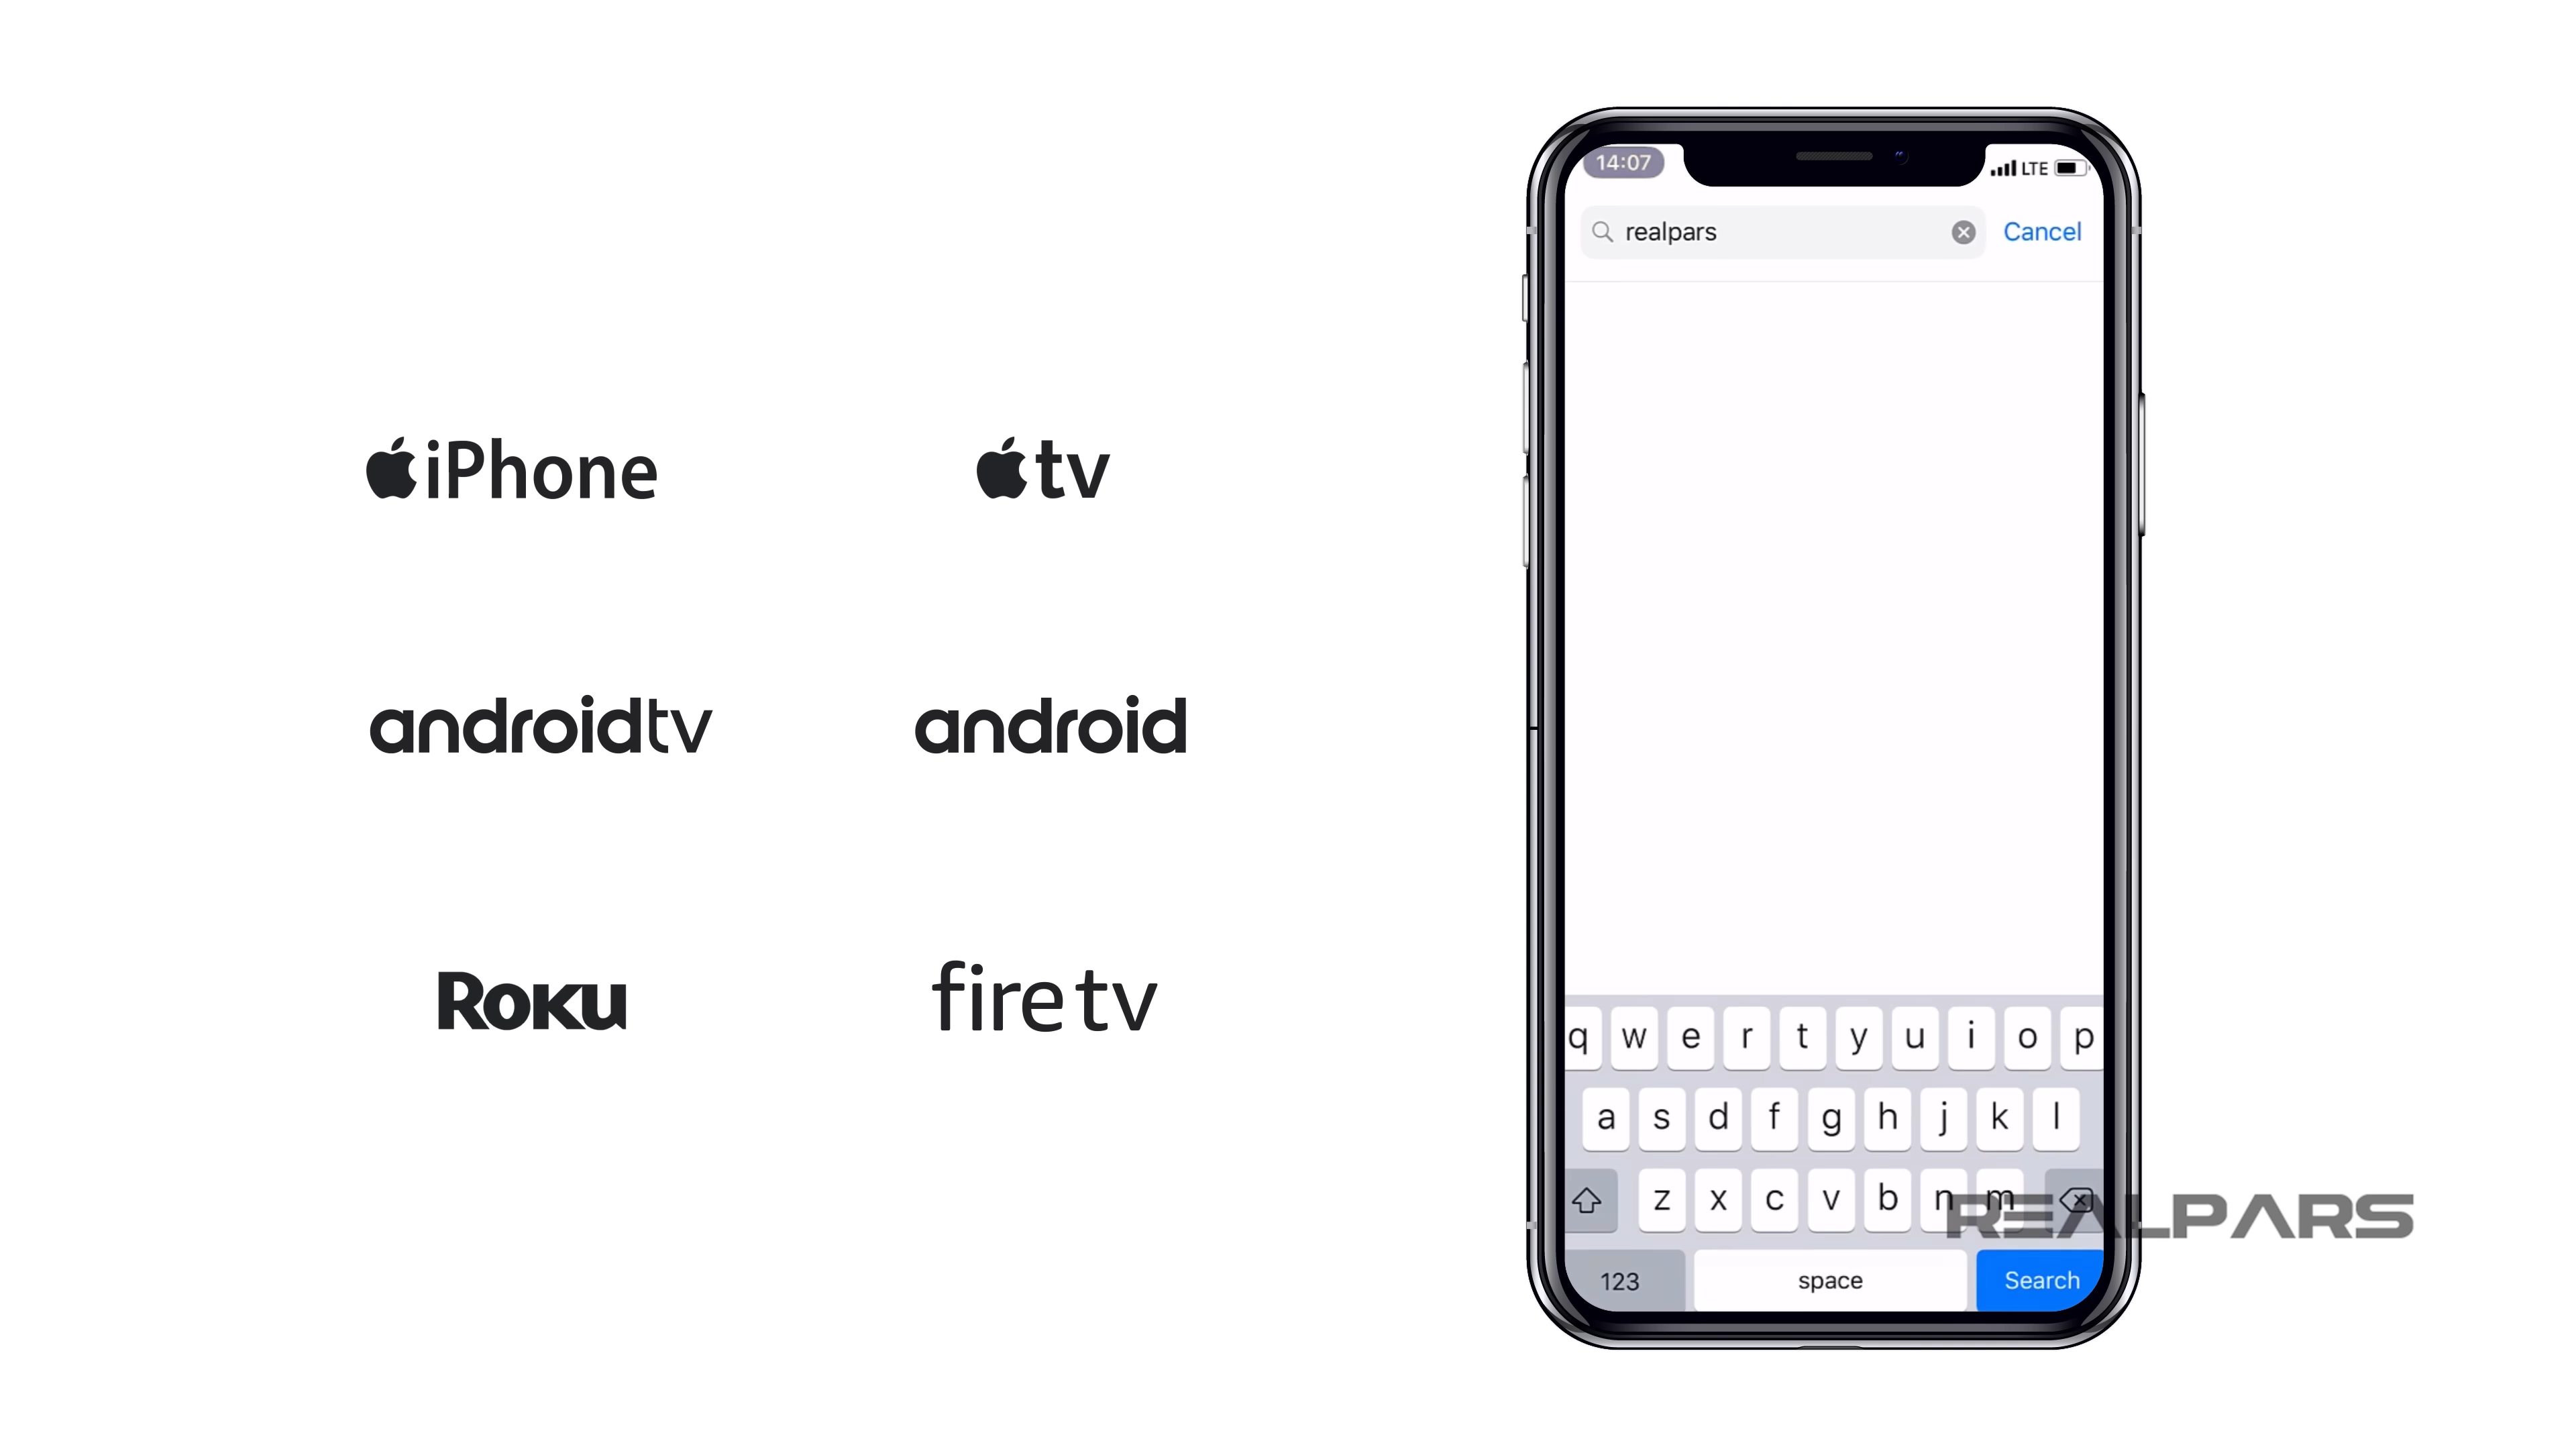 iPhone
tv
androidtv
android
Roku
fire tv
14:07
LTE
realpars
Cancel
q w e r t y u i o p
a s d f g h j k l
z x c v b n m
REALPARS
123
space
Search